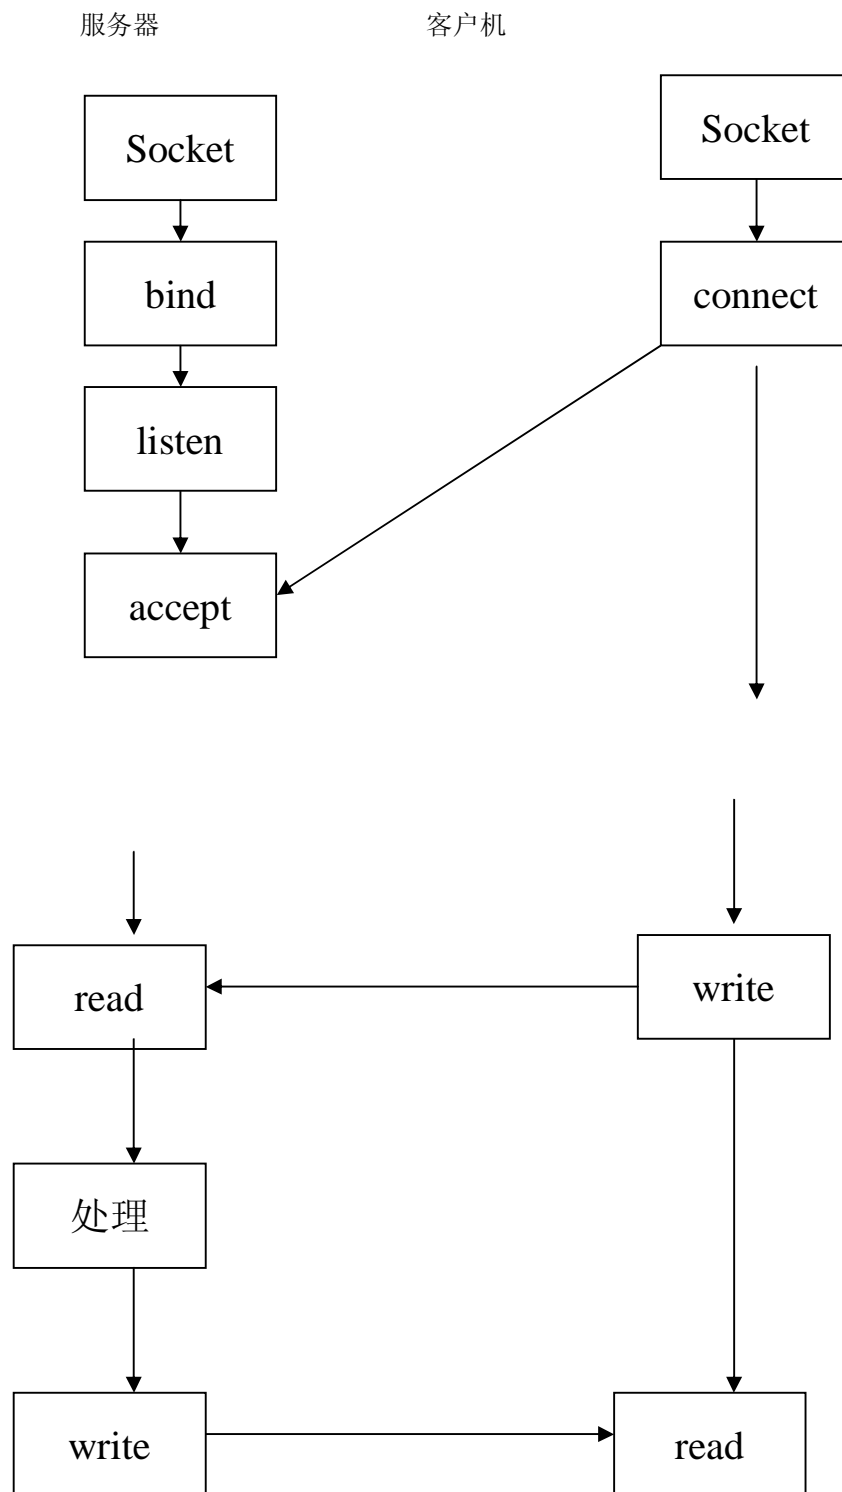 服务器 客户机
Socket
Socket
bind
connect
listen
accept
read
write
处理
write
read